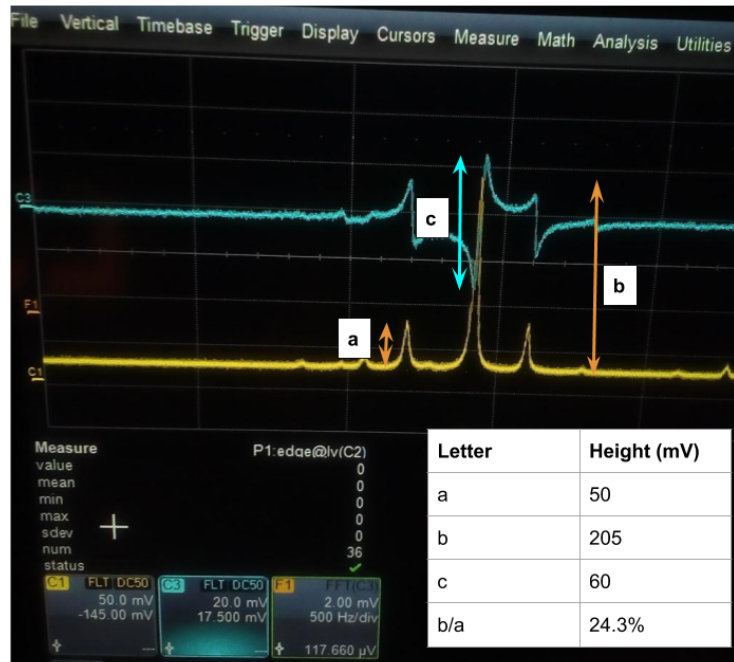 File Vertical Timebase Trigger Display Cursors Measure Math Analysis Utilities
C3
c
b
F1
a
C1
Measure P1:edge@lv(C2)
value 0
mean 0
min 0
max 0
sdev 0
num 36
status ✓
C1 FLT DC50
50.0 mV
-145.00 mV
C3 FLT DC50
20.0 mV
17.500 mV
F1 FFT(C3)
2.00 mV
500 Hz/div
117.660 µV
Letter Height (mV)
a 50
b 205
c 60
b/a 24.3%